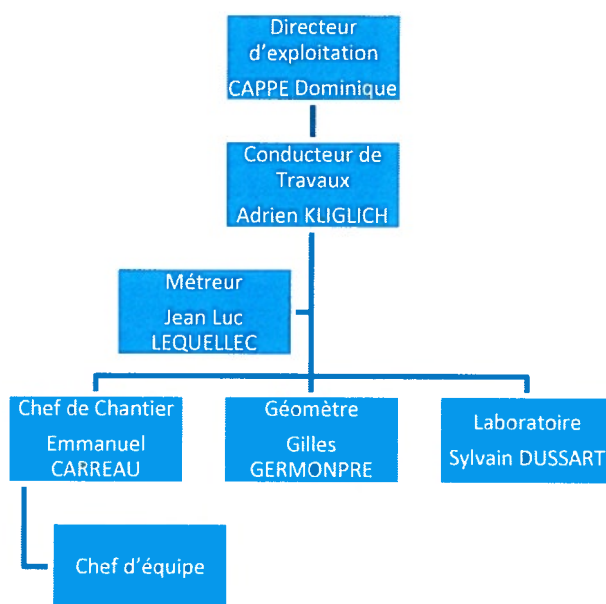 Directeur
d'exploitation
CAPPE Dominique
Conducteur de
Travaux
Adrien KLIGLICH
Métreur
Jean Luc
LEQUELLEC
Chef de Chantier
Emmanuel
CARREAU
Géomètre
Gilles
GERMONPRE
Laboratoire
Sylvain DUSSART
Chef d'équipe